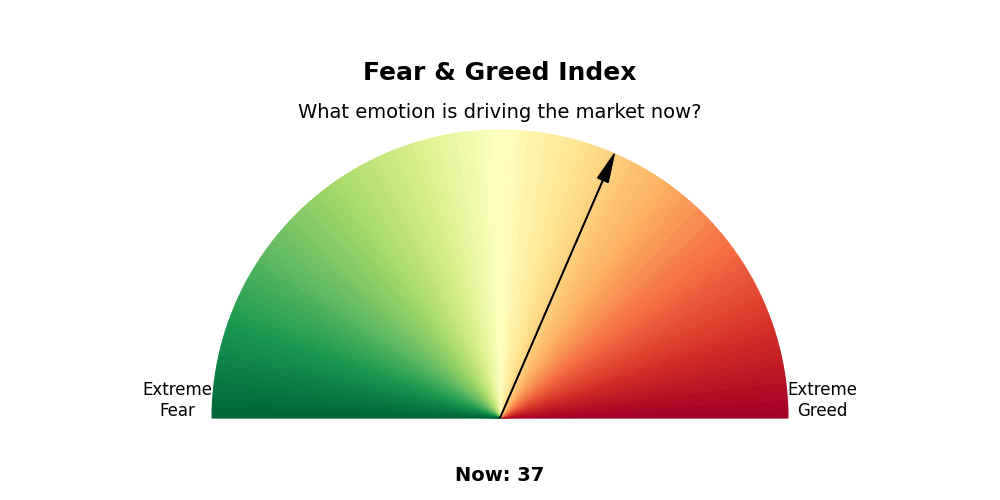 Fear & Greed Index
What emotion is driving the market now?
Extreme
Fear
Extreme
Greed
Now: 37